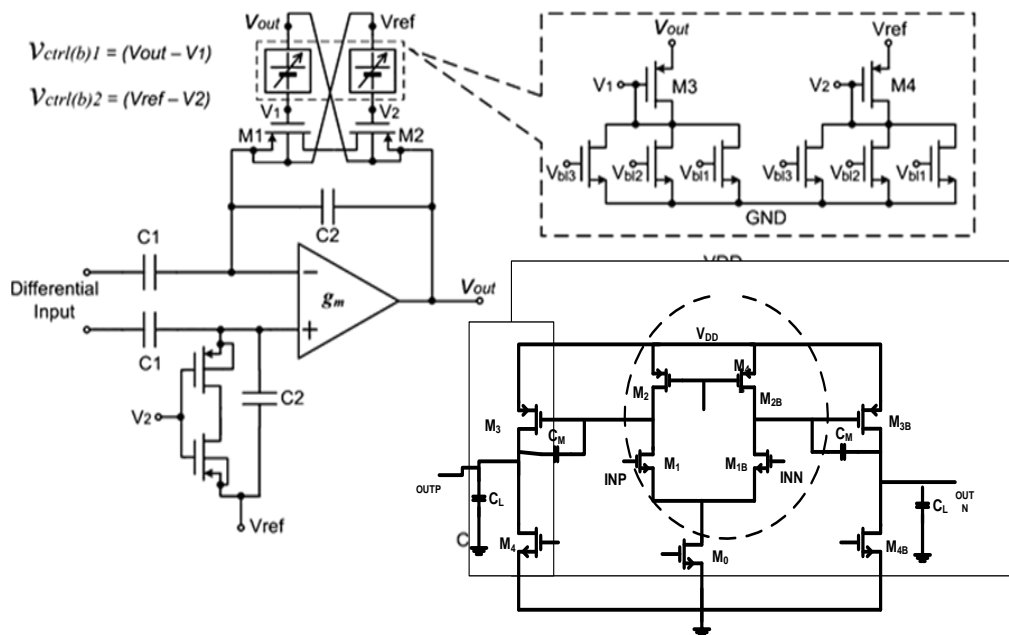 Vout
Vref
Vctrl(b)1 = (Vout – V1)
Vctrl(b)2 = (Vref – V2)
V1
V2
M1
M2
C2
C1
Differential
Input
C1
gm
−
+
Vout
C2
V2
Vref
Vout
Vref
V1
M3
V2
M4
Vbl3
Vbl2
Vbl1
Vbl3
Vbl2
Vbl1
GND
VDD
VDD
M2
M2B
M3
CM
M3B
CM
M1
M1B
INP
INN
OUTP
CL
C
M4
M0
M4B
OUT
N
CL